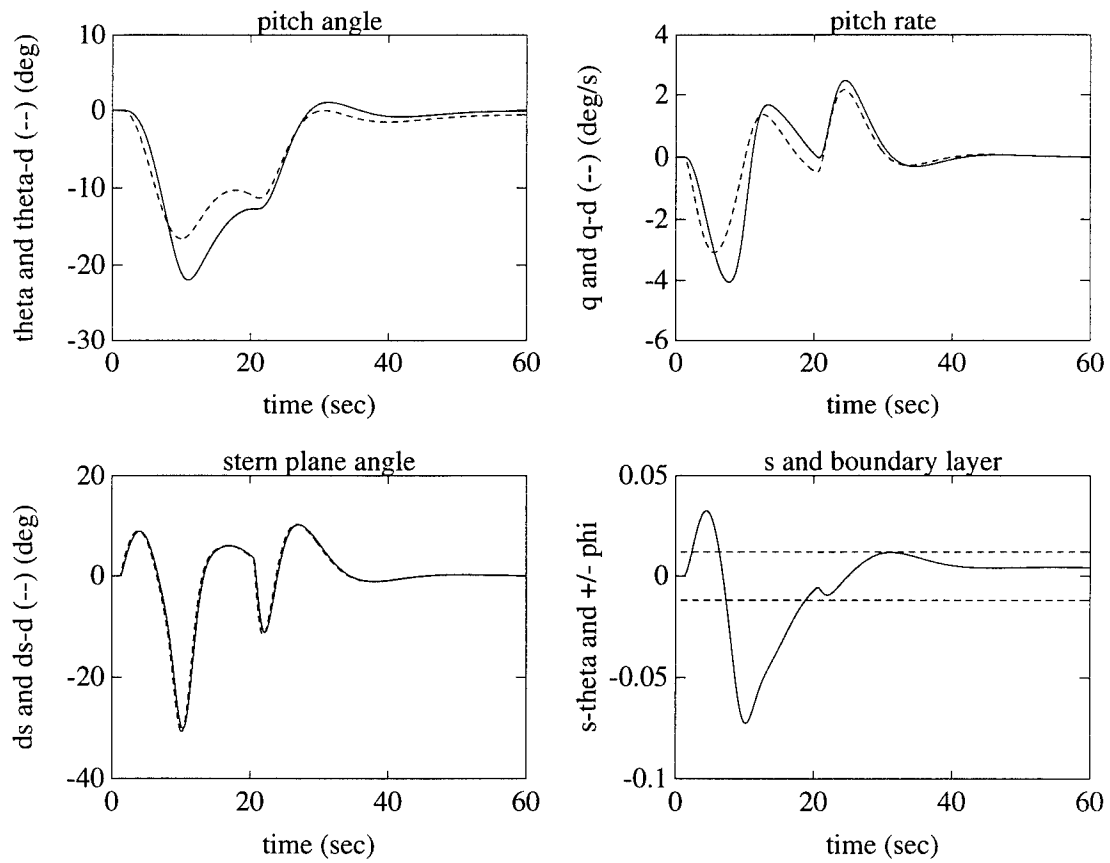 pitch angle
theta and theta-d (--) (deg)
10
0
-10
-20
-30
0
20
40
60
time (sec)
pitch rate
q and q-d (--) (deg/s)
4
2
0
-2
-4
-6
0
20
40
60
time (sec)
stern plane angle
ds and ds-d (--) (deg)
20
0
-20
-40
0
20
40
60
time (sec)
s and boundary layer
s-theta and +/- phi
0.05
0
-0.05
-0.1
0
20
40
60
time (sec)